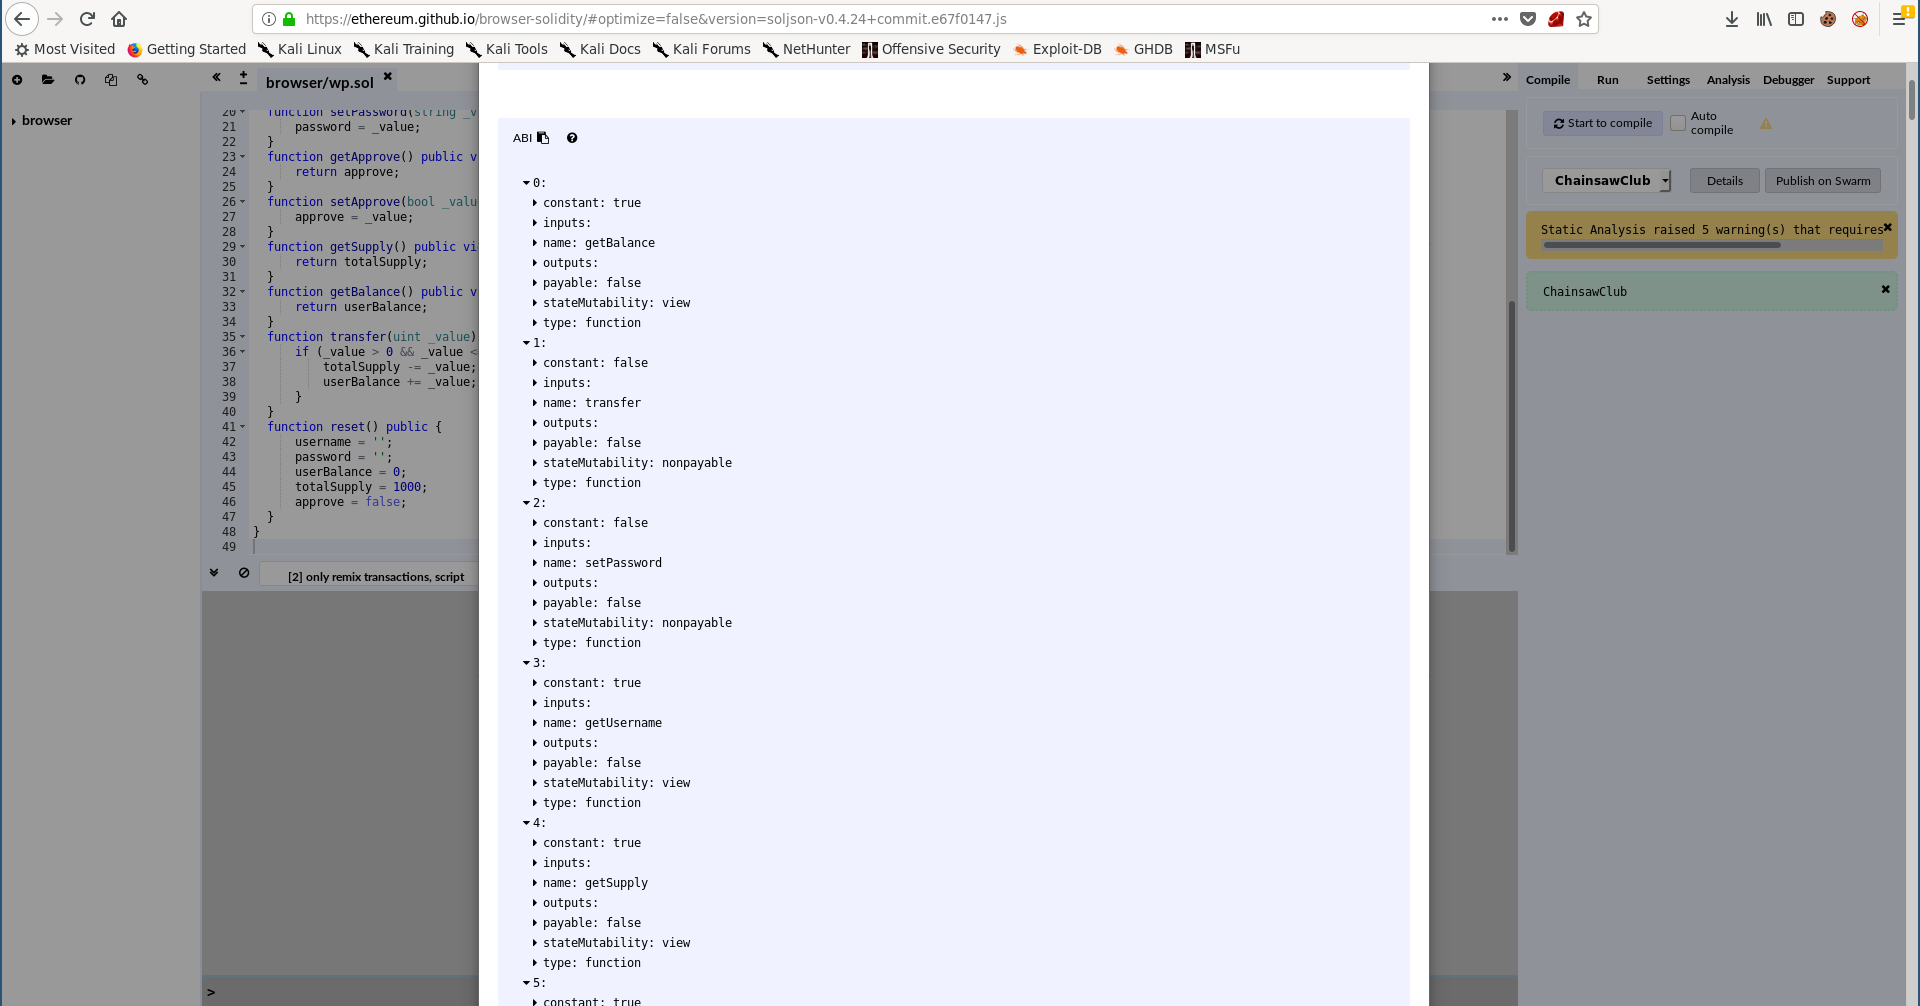 https://ethereum.github.io/browser-solidity/#optimize=false&version=soljson-v0.4.24+commit.e67f0147.js
Most Visited Getting Started Kali Linux Kali Training Kali Tools Kali Docs Kali Forums NetHunter Offensive Security Exploit-DB GHDB MSFu
browser
browser/wp.sol
20 function setPassword(string _v
21 password = _value;
22 }
23 function getApprove() public v
24 return approve;
25 }
26 function setApprove(bool _valu
27 approve = _value;
28 }
29 function getSupply() public vi
30 return totalSupply;
31 }
32 function getBalance() public v
33 return userBalance;
34 }
35 function transfer(uint _value)
36 if (_value > 0 && _value <
37 totalSupply -= _value;
38 userBalance += _value;
39 }
40 }
41 function reset() public {
42 username = '';
43 password = '';
44 userBalance = 0;
45 totalSupply = 1000;
46 approve = false;
47 }
48 }
49
[2] only remix transactions, script
>
ABI
0:
constant: true
inputs:
name: getBalance
outputs:
payable: false
stateMutability: view
type: function
1:
constant: false
inputs:
name: transfer
outputs:
payable: false
stateMutability: nonpayable
type: function
2:
constant: false
inputs:
name: setPassword
outputs:
payable: false
stateMutability: nonpayable
type: function
3:
constant: true
inputs:
name: getUsername
outputs:
payable: false
stateMutability: view
type: function
4:
constant: true
inputs:
name: getSupply
outputs:
payable: false
stateMutability: view
type: function
5:
constant: true
Compile Run Settings Analysis Debugger Support
Start to compile
Auto
compile
ChainsawClub Details Publish on Swarm
Static Analysis raised 5 warning(s) that requires
ChainsawClub